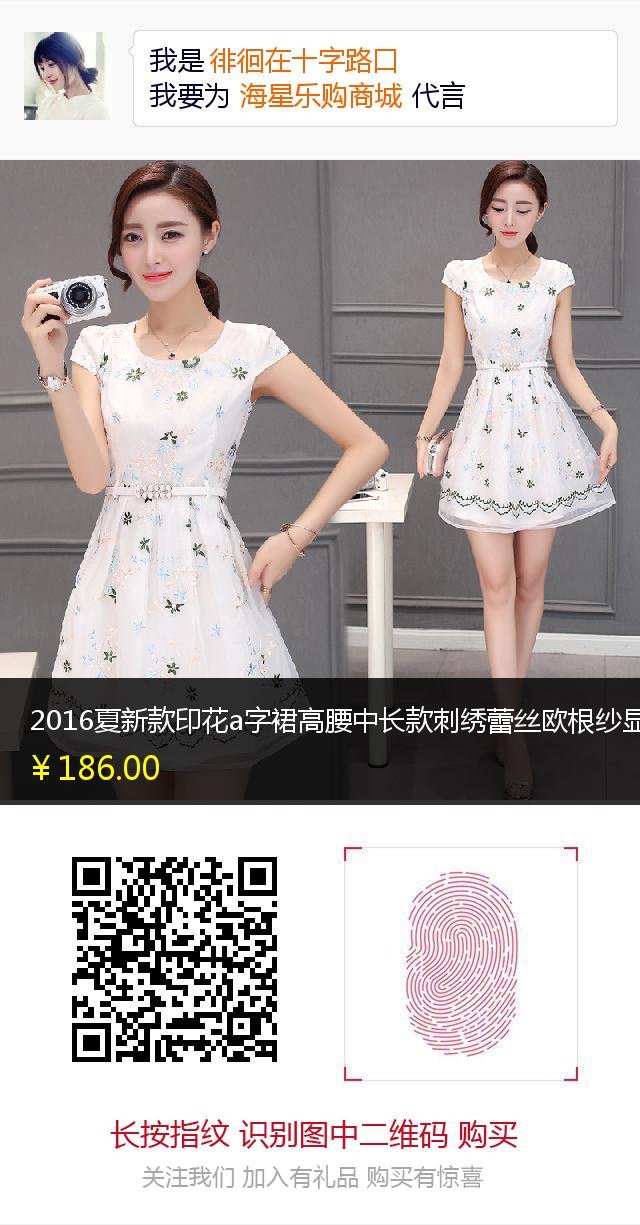 我是 徘徊在十字路口
我要为 海星乐购商城 代言
2016夏新款印花a字裙高腰中长款刺绣蕾丝欧根纱显
￥186.00
长按指纹 识别图中二维码 购买
关注我们 加入有礼品 购买有惊喜